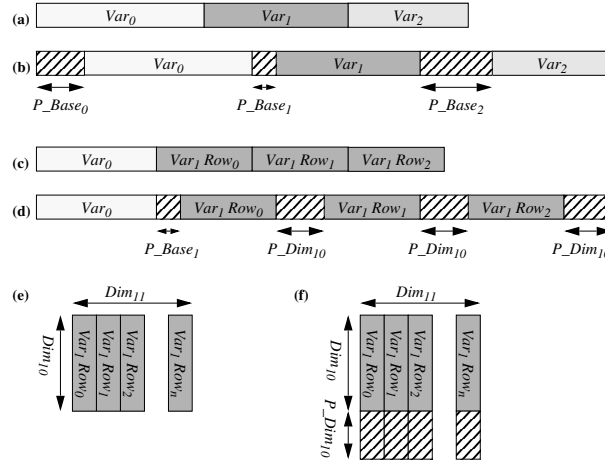 (a) Var0 Var1 Var2
(b) Var0 Var1 Var2
P_Base0 P_Base1 P_Base2
(c) Var0 Var1 Row0 Var1 Row1 Var1 Row2
(d) Var0 Var1 Row0 Var1 Row1 Var1 Row2
P_Base1 P_Dim10 P_Dim10 P_Dim10
(e) Dim11
Dim10 Var1 Row0 Var1 Row1 Var1 Row2 Var1 Rown
(f) Dim11
Dim10 Var1 Row0 Var1 Row1 Var1 Row2 Var1 Rown
P_Dim10